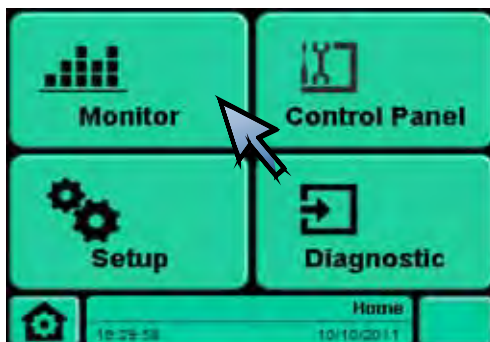 Monitor
Control Panel
Setup
Diagnostic
Home
10/10/2011